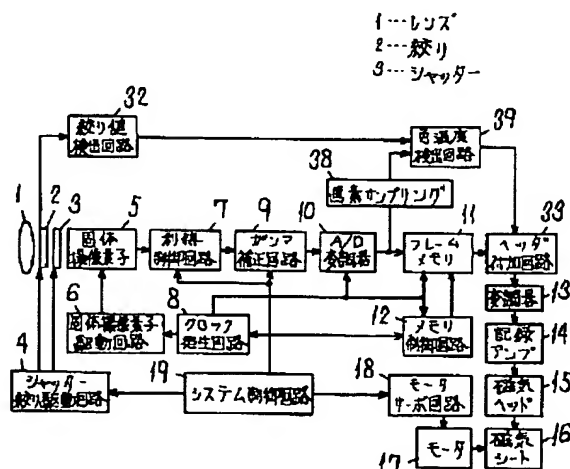 1…レンズ
2…絞り
3…シャッター
32
絞り値
検出回路
39
色温度
検出回路
38
画素サンプリング
1
2
3
5
固体
撮像素子
7
利得
制御回路
9
ガンマ
補正回路
10
A/D
変調器
11
フレーム
メモリ
33
ヘッダ
付加回路
6
固体撮像素子
駆動回路
8
クロック
発生回路
12
メモリ
制御回路
13
変調器
14
記録
アンプ
4
シャッター
絞り駆動回路
19
システム制御回路
18
モータ
サーボ回路
15
磁気
ヘッド
17
モータ
16
磁気
シート